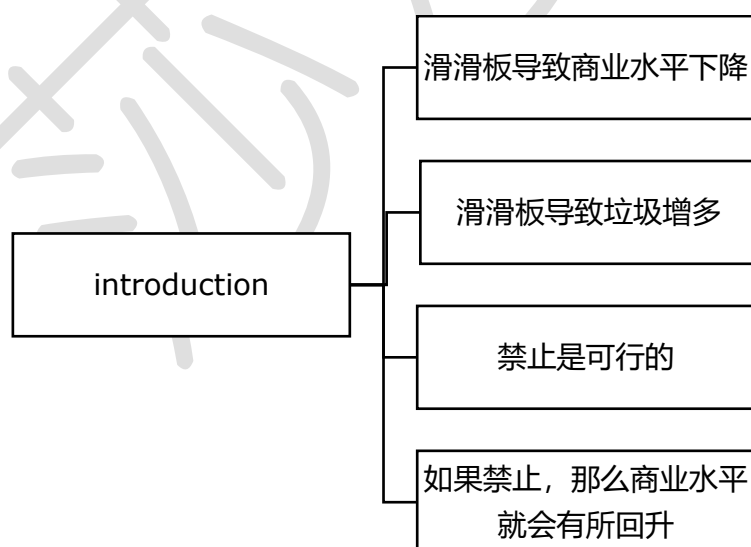 滑滑板导致商业水平下降
滑滑板导致垃圾增多
introduction
禁止是可行的
如果禁止，那么商业水平
就会有所回升